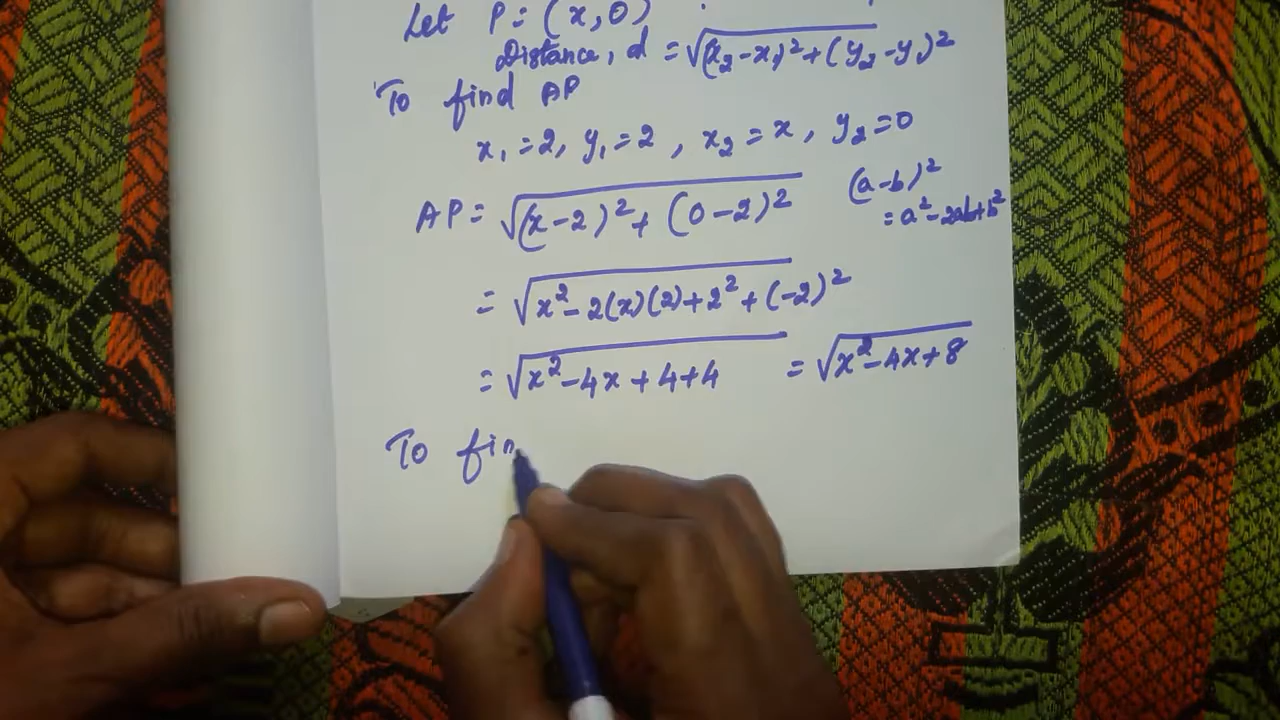 Let P = (x, 0)
Distance, d = √(x₂ - x₁)² + (y₂ - y₁)²
To find AP
x₁ = 2, y₁ = 2, x₂ = x, y₂ = 0
(a-b)²
AP = √(x-2)² + (0-2)²
= a² - 2ab + b²
= √x² - 2(x)(2) + 2² + (-2)²
= √x² - 4x + 4 + 4 = √x² - 4x + 8
To fin